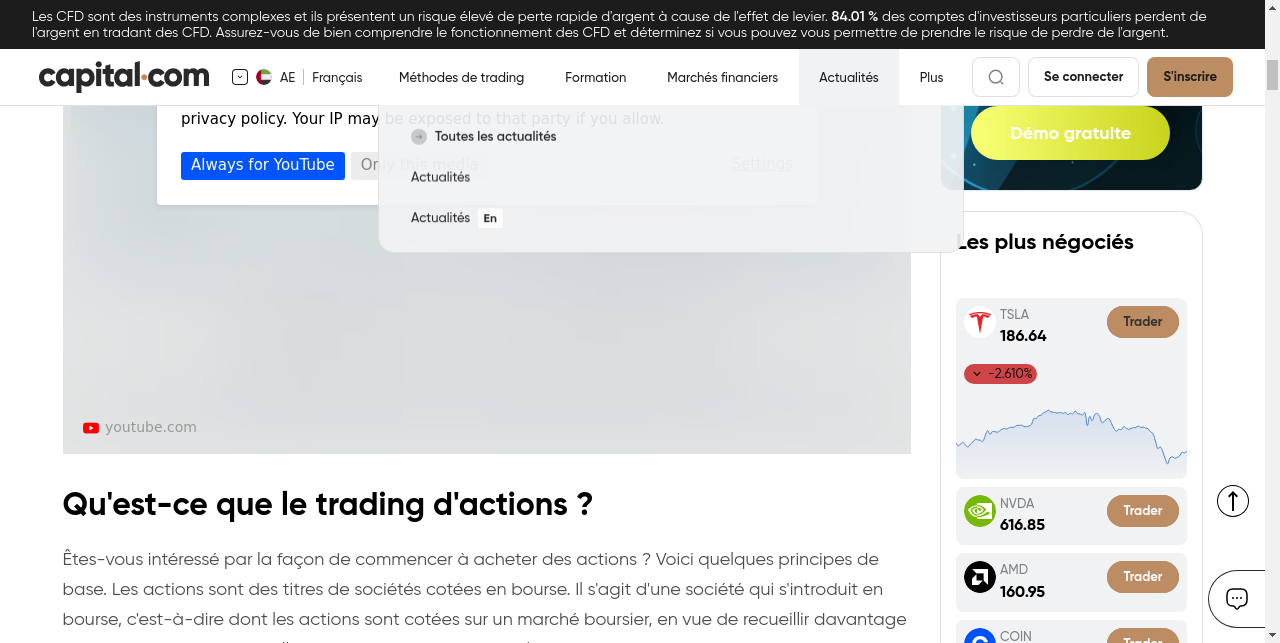 Les CFD sont des instruments complexes et ils présentent un risque élevé de perte rapide d'argent à cause de l'effet de levier. 84.01 % des comptes d'investisseurs particuliers perdent de
l'argent en tradant des CFD. Assurez-vous de bien comprendre le fonctionnement des CFD et déterminez si vous pouvez vous permettre de prendre le risque de perdre de l'argent.
capital.com
AE
Français
Méthodes de trading
Formation
Marchés financiers
Actualités
Plus
Se connecter
S'inscrire
privacy policy. Your IP may be exposed to that party if you allow.
Always for YouTube
Only this media
Settings
Toutes les actualités
Actualités
Actualités En
youtube.com
Qu'est-ce que le trading d'actions ?
Êtes-vous intéressé par la façon de commencer à acheter des actions ? Voici quelques principes de
base. Les actions sont des titres de sociétés cotées en bourse. Il s'agit d'une société qui s'introduit en
bourse, c'est-à-dire dont les actions sont cotées sur un marché boursier, en vue de recueillir davantage
Démo gratuite
Les plus négociés
TSLA
186.64
Trader
-2.610%
NVDA
616.85
Trader
AMD
160.95
Trader
COIN
Trader